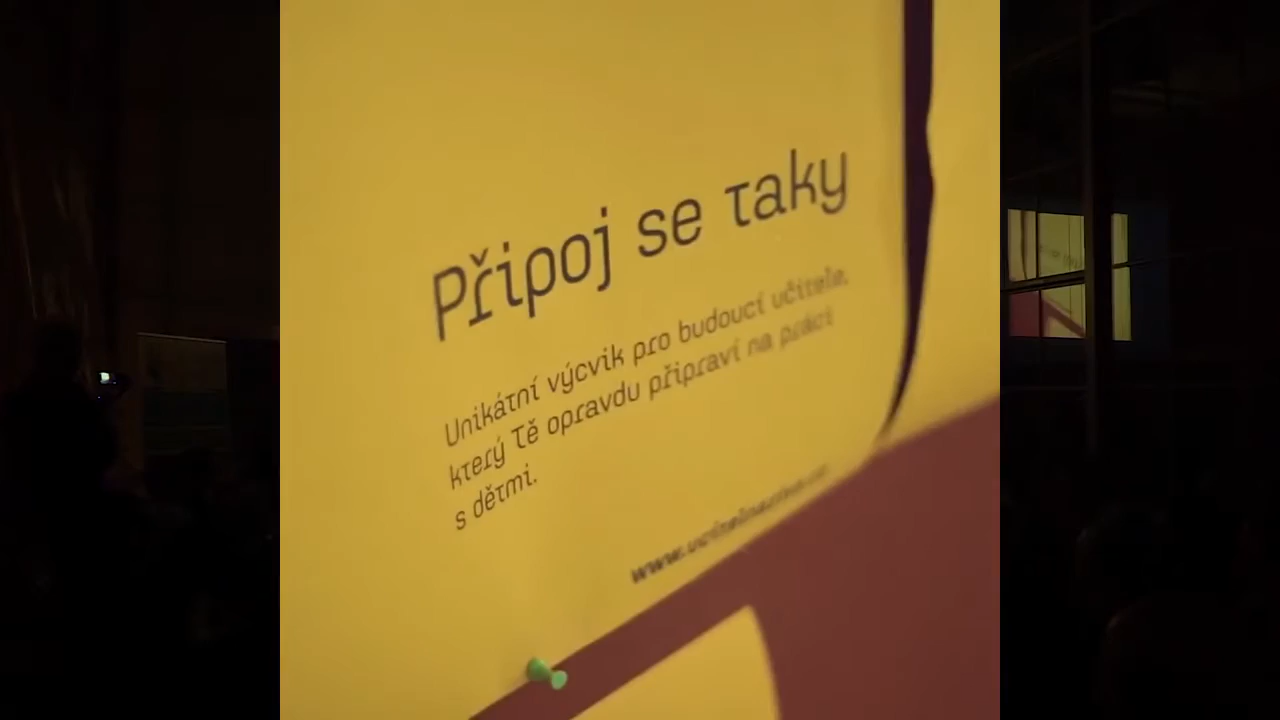 Připoj se taky
Unikátní výcvik pro budoucí učitele,
který Tě opravdu připraví na práci
s dětmi.